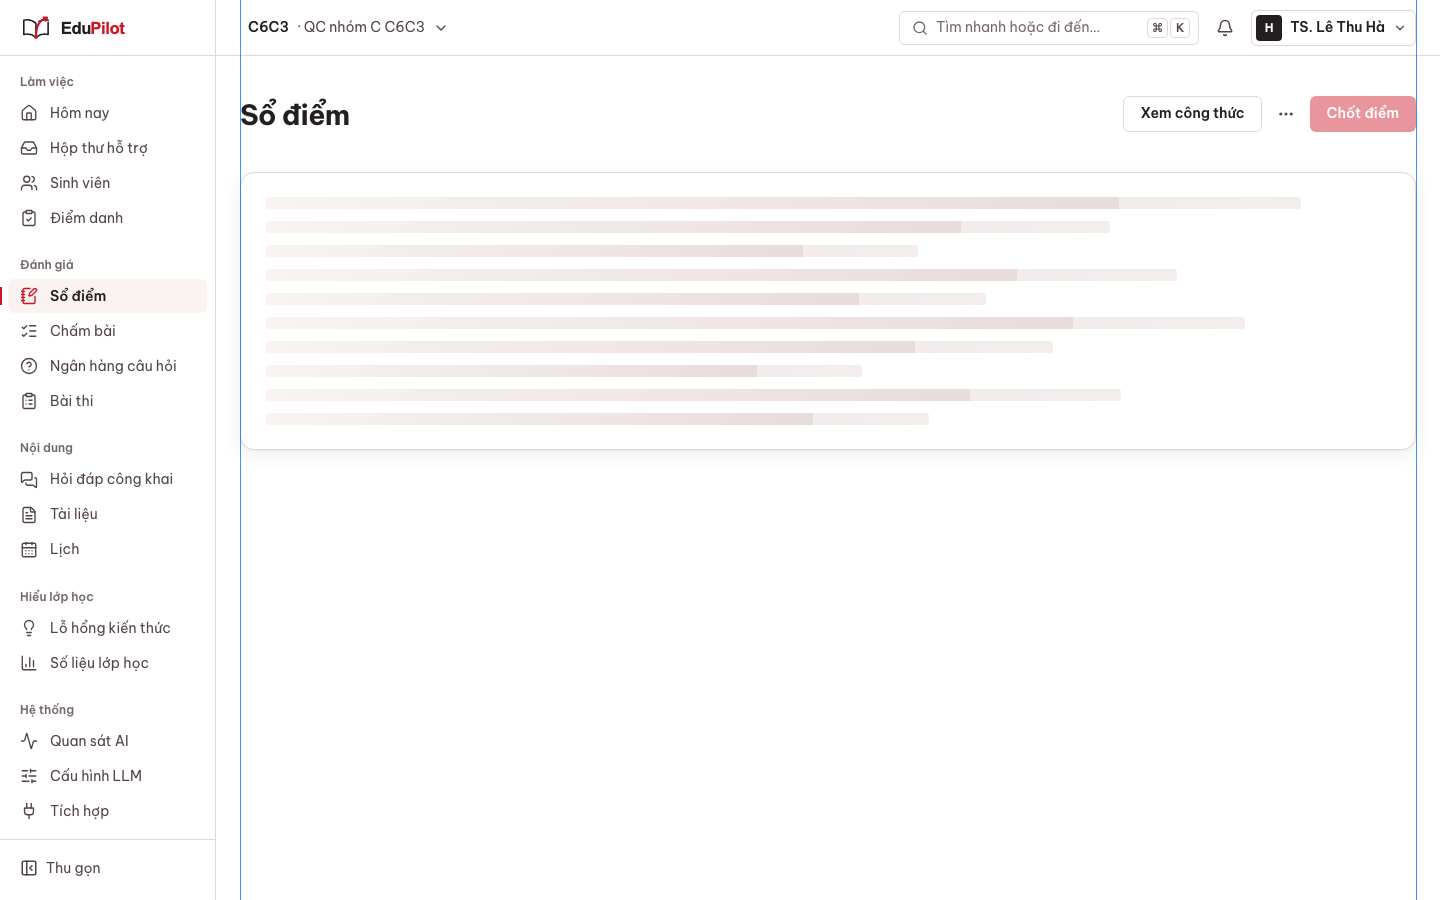 EduPilot
C6C3 · QC nhóm C C6C3
Tìm nhanh hoặc đi đến...
⌘ K
H
TS. Lê Thu Hà
Làm việc
Hôm nay
Hộp thư hỗ trợ
Sinh viên
Điểm danh
Đánh giá
Sổ điểm
Chấm bài
Ngân hàng câu hỏi
Bài thi
Nội dung
Hỏi đáp công khai
Tài liệu
Lịch
Hiểu lớp học
Lỗ hổng kiến thức
Số liệu lớp học
Hệ thống
Quan sát AI
Cấu hình LLM
Tích hợp
Thu gọn
Sổ điểm
Xem công thức
Chốt điểm